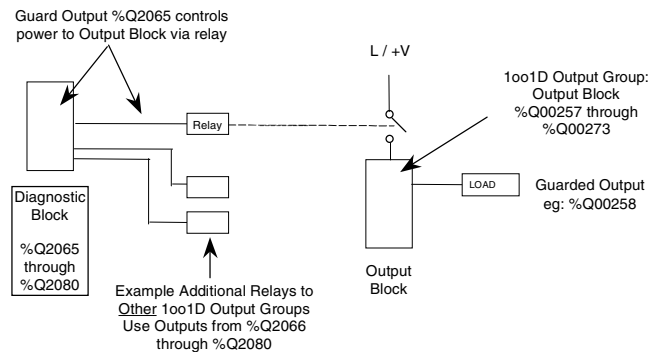 Guard Output %Q2065 controls
power to Output Block via relay
L / +V
1oo1D Output Group:
Output Block
%Q00257 through
%Q00273
Relay
LOAD
Guarded Output
eg: %Q00258
Diagnostic
Block
%Q2065
through
%Q2080
Output
Block
Example Additional Relays to
Other 1oo1D Output Groups
Use Outputs from %Q2066
through %Q2080